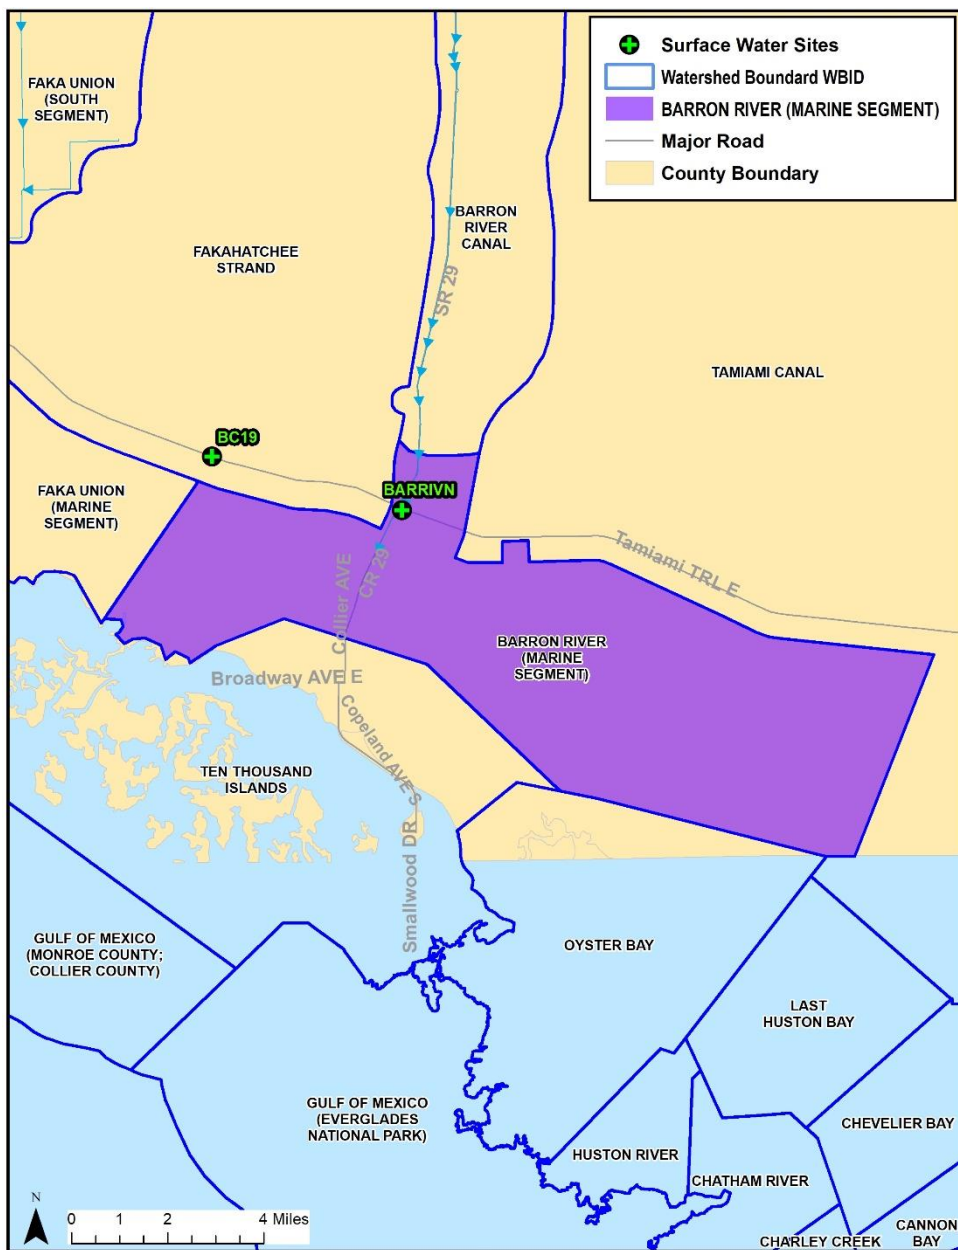 Surface Water Sites
Watershed Boundard WBID
BARRON RIVER (MARINE SEGMENT)
Major Road
County Boundary
FAKA UNION
(SOUTH
SEGMENT)
FAKAHATCHEE
STRAND
BARRON
RIVER
CANAL
SR 29
TAMIAMI CANAL
BC19
BARRIVN
FAKA UNION
(MARINE
SEGMENT)
Collier AVE
CR 29
Tamiami TRL E
BARRON RIVER
(MARINE
SEGMENT)
Broadway AVE E
Copeland AVE S
TEN THOUSAND
ISLANDS
Smallwood DR
GULF OF MEXICO
(MONROE COUNTY;
COLLIER COUNTY)
OYSTER BAY
LAST
HUSTON BAY
GULF OF MEXICO
(EVERGLADES
NATIONAL PARK)
CHEVELIER BAY
HUSTON RIVER
CHATHAM RIVER
CANNON
BAY
CHARLEY CREEK
N
0 1 2 4 Miles